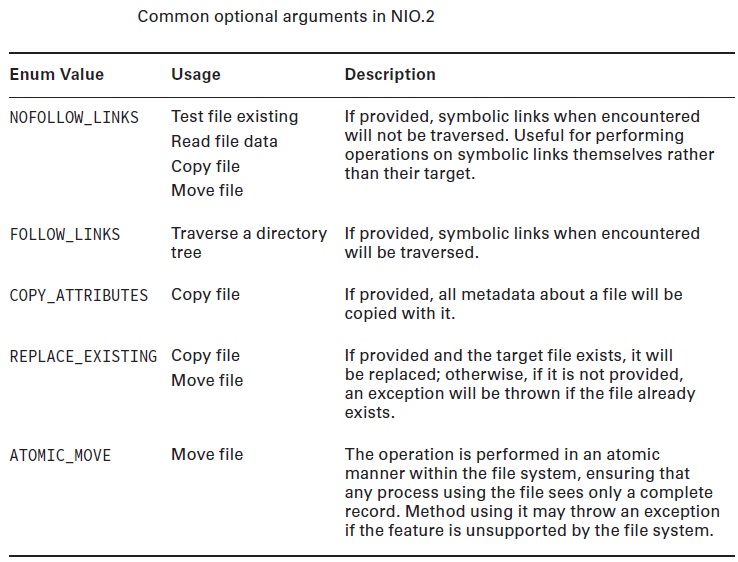 Common optional arguments in NIO.2
Enum Value Usage Description
NOFOLLOW_LINKS Test file existing If provided, symbolic links when encountered
Read file data will not be traversed. Useful for performing
Copy file operations on symbolic links themselves rather
Move file than their target.
FOLLOW_LINKS Traverse a directory If provided, symbolic links when encountered
tree will be traversed.
COPY_ATTRIBUTES Copy file If provided, all metadata about a file will be
copied with it.
REPLACE_EXISTING Copy file If provided and the target file exists, it will
Move file be replaced; otherwise, if it is not provided,
an exception will be thrown if the file already
exists.
ATOMIC_MOVE Move file The operation is performed in an atomic
manner within the file system, ensuring that
any process using the file sees only a complete
record. Method using it may throw an exception
if the feature is unsupported by the file system.